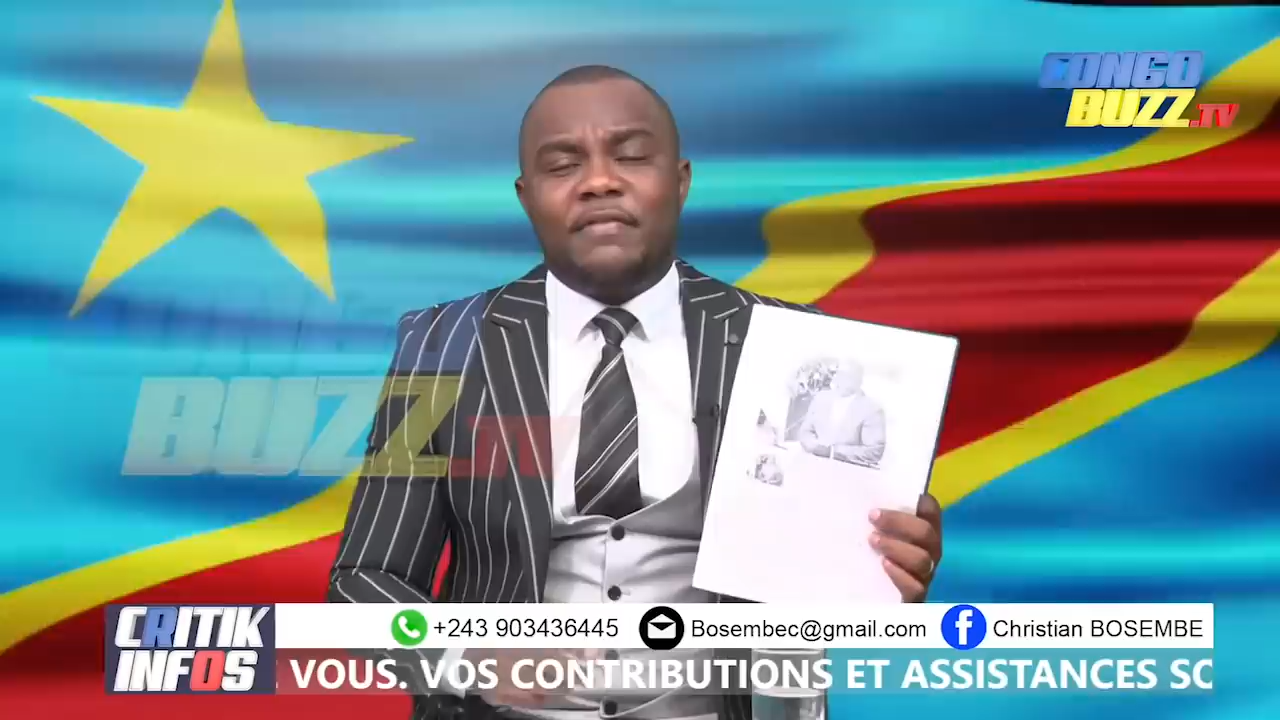 CONGO
BUZZ.TV
BUZZ.TV
CRITIK
INFOS
+243 903436445
Bosembec@gmail.com
Christian BOSEMBE
VOUS. VOS CONTRIBUTIONS ET ASSISTANCES